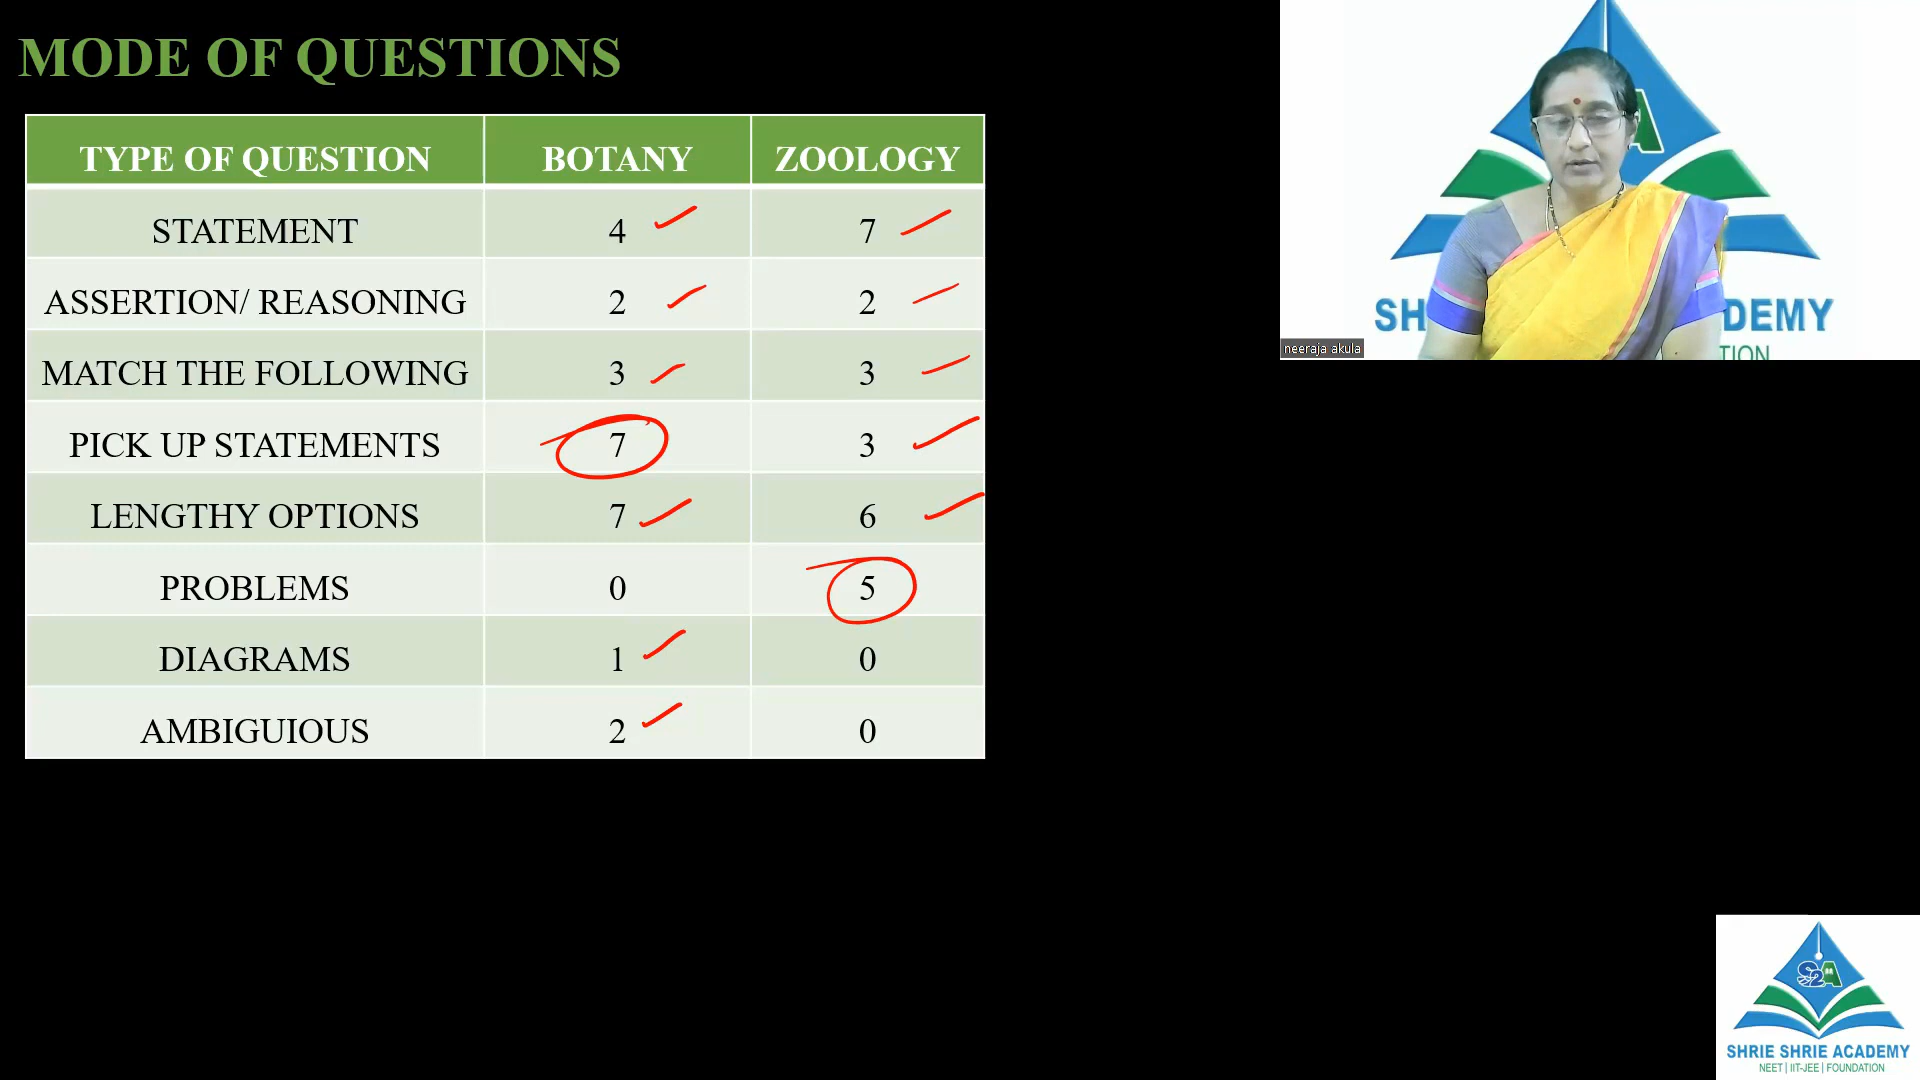 MODE OF QUESTIONS
TYPE OF QUESTION BOTANY ZOOLOGY
STATEMENT 4 7
ASSERTION/ REASONING 2 2
MATCH THE FOLLOWING 3 3
PICK UP STATEMENTS 7 3
LENGTHY OPTIONS 7 6
PROBLEMS 0 5
DIAGRAMS 1 0
AMBIGUIOUS 2 0
A
SH DEMY
TION
neeraja akula
S2A
SHRIE SHRIE ACADEMY
NEET | IIT-JEE | FOUNDATION